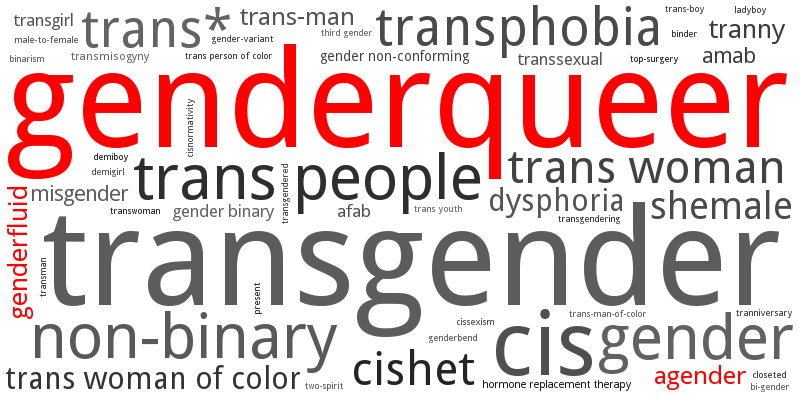 transgirl
trans*
trans-man
transphobia
trans-boy
ladyboy
male-to-female
gender-variant
third gender
binder
tranny
binarism
transmisogyny
trans person of color
gender non-conforming
transsexual
top-surgery
amab
genderqueer
cisnormativity
demiboy
demigirl
trans people
trans woman
misgender
transgendered
dysphoria
shemale
genderfluid
transwoman
gender binary
afab
trans youth
transgendering
transgender
transman
present
non-binary
cissexism
trans-man-of-color
tranniversary
genderbend
cis
gender
trans woman of color
two-spirit
cishet
hormone replacement therapy
agender
closeted
bi-gender